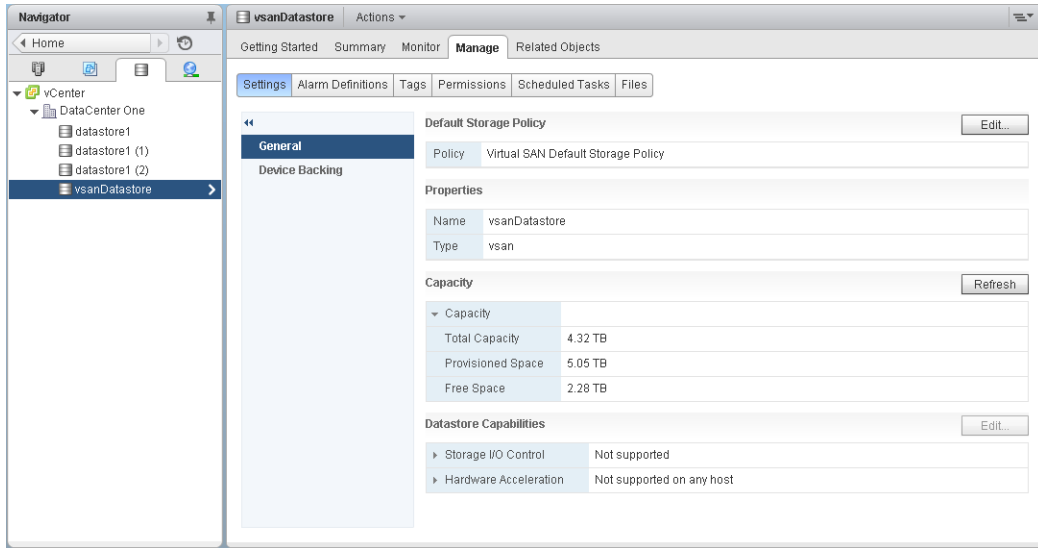 Navigator
Home
vCenter
DataCenter One
datastore1
datastore1 (1)
datastore1 (2)
vsanDatastore
vsanDatastore Actions
Getting Started Summary Monitor Manage Related Objects
Settings Alarm Definitions Tags Permissions Scheduled Tasks Files
General
Device Backing
Default Storage Policy Edit...
Policy Virtual SAN Default Storage Policy
Properties
Name vsanDatastore
Type vsan
Capacity Refresh
Capacity
Total Capacity 4.32 TB
Provisioned Space 5.05 TB
Free Space 2.28 TB
Datastore Capabilities Edit...
Storage I/O Control Not supported
Hardware Acceleration Not supported on any host